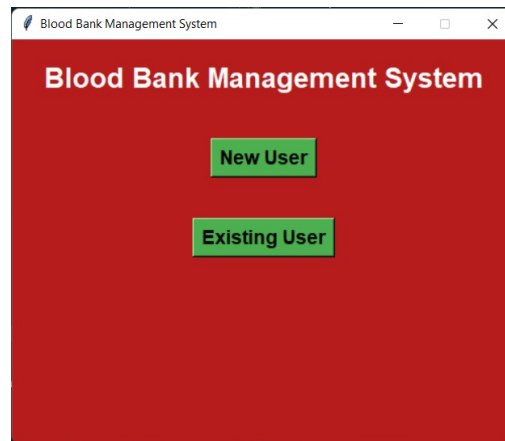 Blood Bank Management System
Blood Bank Management System
New User
Existing User